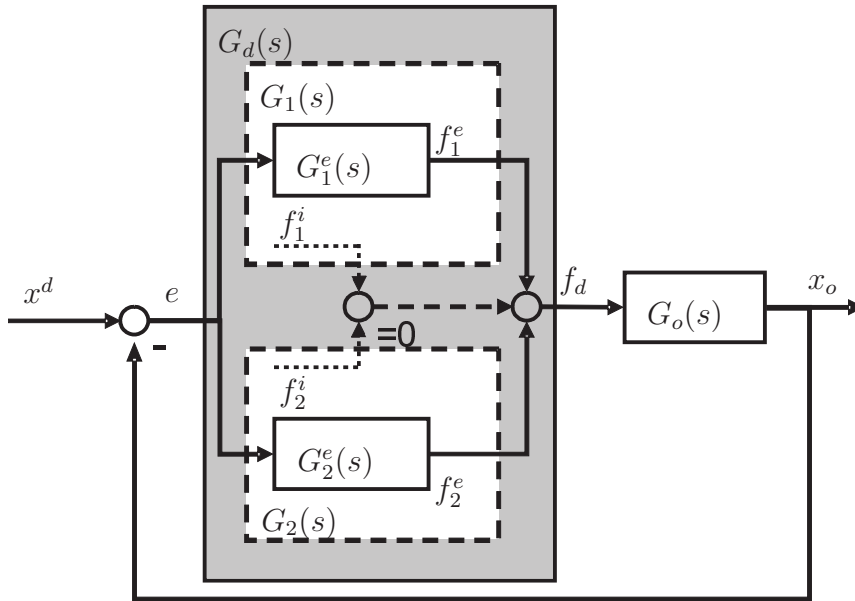 G_d(s)
G_1(s)
f_1^e
G_1^e(s)
f_1^i
x^d
e
f_d
x_o
G_o(s)
-
=0
f_2^i
G_2^e(s)
f_2^e
G_2(s)